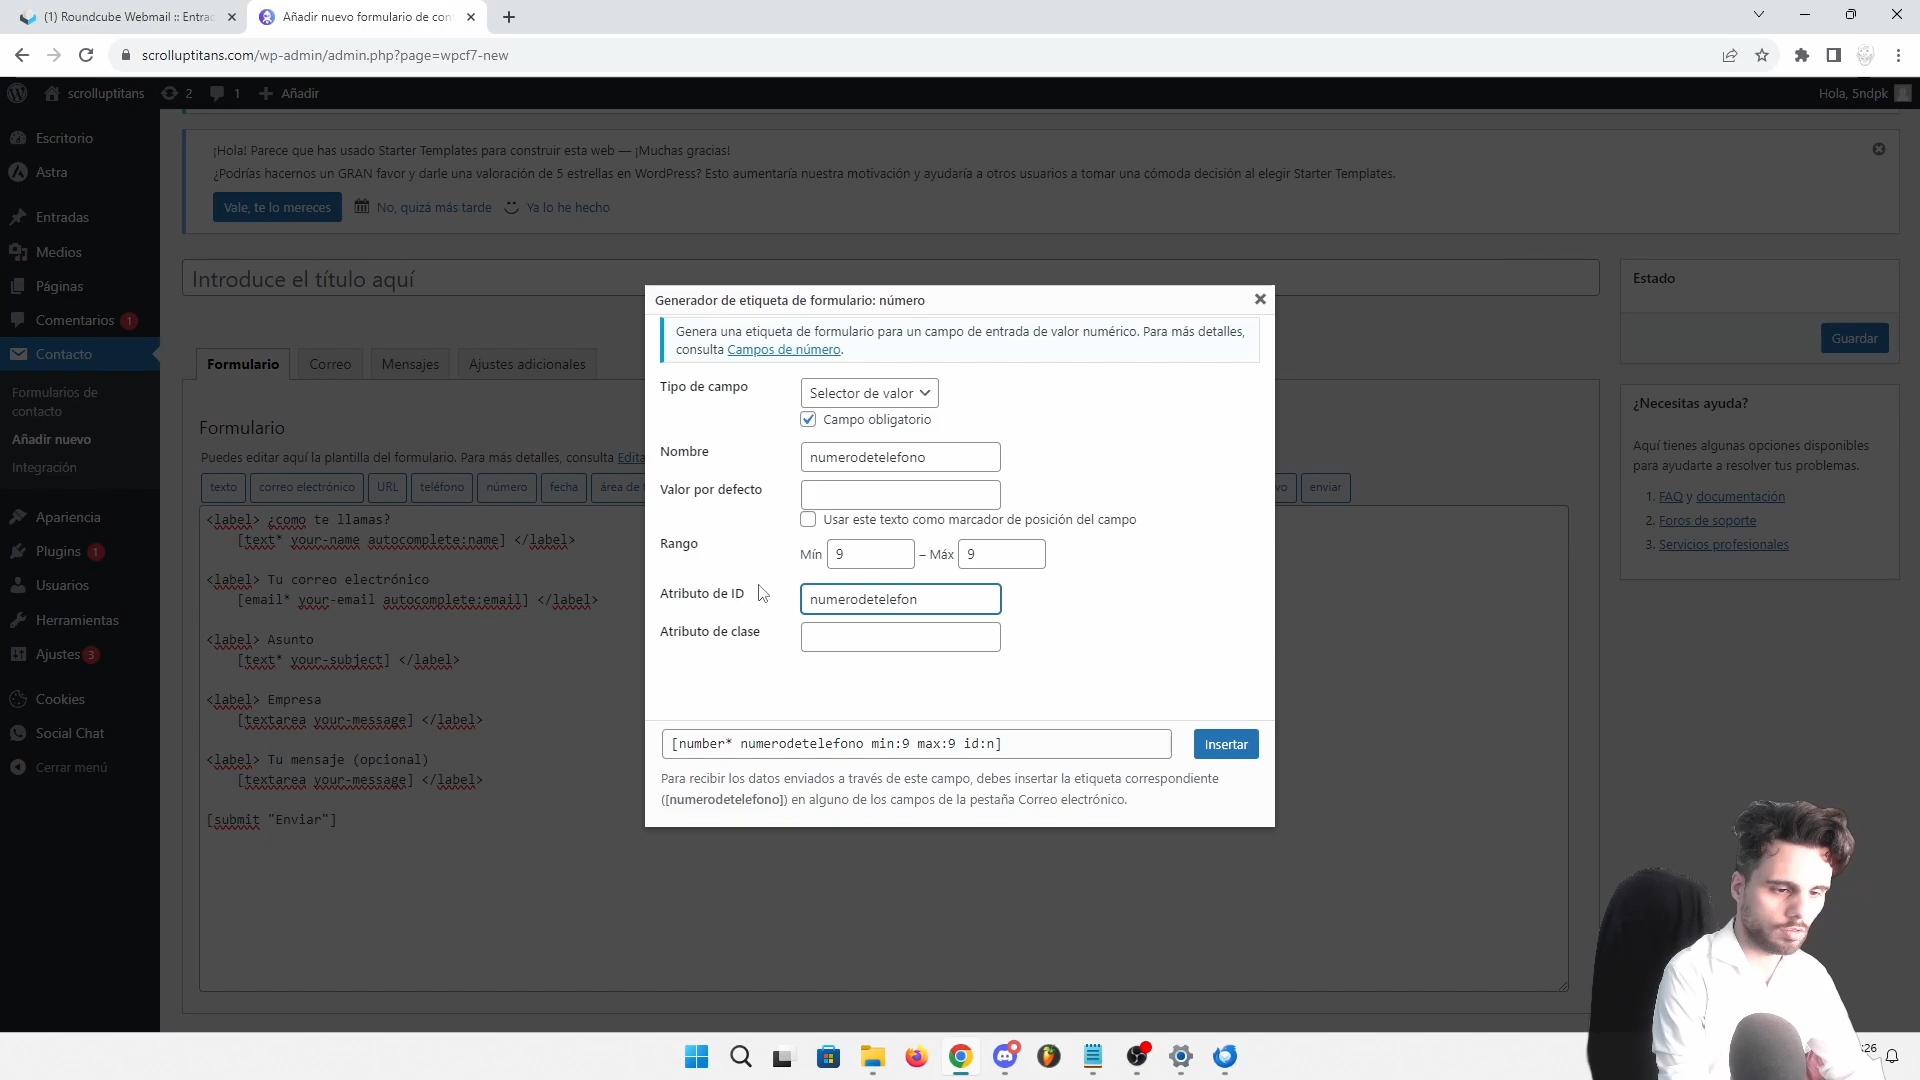 (1) Roundcube Webmail :: Entra
Añadir nuevo formulario de con
scrolluptitans.com/wp-admin/admin.php?page=wpcf7-new
scrolluptitans
2
1
Añadir
Hola, 5ndpk
Escritorio
Astra
Entradas
Medios
Páginas
Comentarios 1
Contacto
Formularios de
contacto
Añadir nuevo
Integración
Apariencia
Plugins 1
Usuarios
Herramientas
Ajustes 3
Cookies
Social Chat
Cerrar menú
¡Hola! Parece que has usado Starter Templates para construir esta web — ¡Muchas gracias!
¿Podrías hacernos un GRAN favor y darle una valoración de 5 estrellas en WordPress? Esto aumentaría nuestra motivación y ayudaría a otros usuarios a tomar una cómoda decisión al elegir Starter Templates.
Vale, te lo mereces
No, quizá más tarde
Ya lo he hecho
Introduce el título aquí
Formulario
Correo
Mensajes
Ajustes adicionales
Formulario
Puedes editar aquí la plantilla del formulario. Para más detalles, consulta Edita
texto
correo electrónico
URL
teléfono
número
fecha
área de
vo
enviar
<label> ¿como te llamas?
[text* your-name autocomplete:name] </label>
<label> Tu correo electrónico
[email* your-email autocomplete:email] </label>
<label> Asunto
[text* your-subject] </label>
<label> Empresa
[textarea your-message] </label>
<label> Tu mensaje (opcional)
[textarea your-message] </label>
[submit "Enviar"]
Generador de etiqueta de formulario: número
Genera una etiqueta de formulario para un campo de entrada de valor numérico. Para más detalles,
consulta Campos de número.
Tipo de campo
Selector de valor
Campo obligatorio
Nombre
numerodetelefono
Valor por defecto
Usar este texto como marcador de posición del campo
Rango
Mín 9 – Máx 9
Atributo de ID
numerodetelefon
Atributo de clase
[number* numerodetelefono min:9 max:9 id:n]
Insertar
Para recibir los datos enviados a través de este campo, debes insertar la etiqueta correspondiente
([numerodetelefono]) en alguno de los campos de la pestaña Correo electrónico.
Estado
Guardar
¿Necesitas ayuda?
Aquí tienes algunas opciones disponibles
para ayudarte a resolver tus problemas.
1. FAQ y documentación
2. Foros de soporte
3. Servicios profesionales
:26